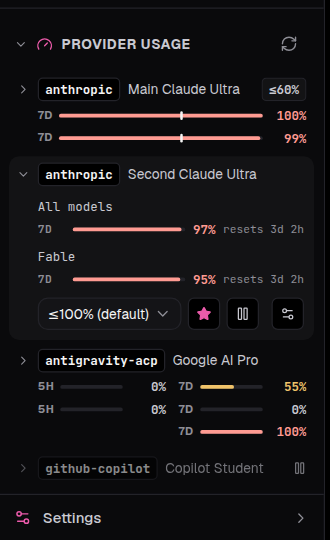 PROVIDER USAGE
anthropic Main Claude Ultra ≤60%
7D 100%
7D 99%
anthropic Second Claude Ultra
All models
7D 97% resets 3d 2h
Fable
7D 95% resets 3d 2h
≤100% (default)
antigravity-acp Google AI Pro
5H 0% 7D 55%
5H 0% 7D 0%
7D 100%
github-copilot Copilot Student
Settings